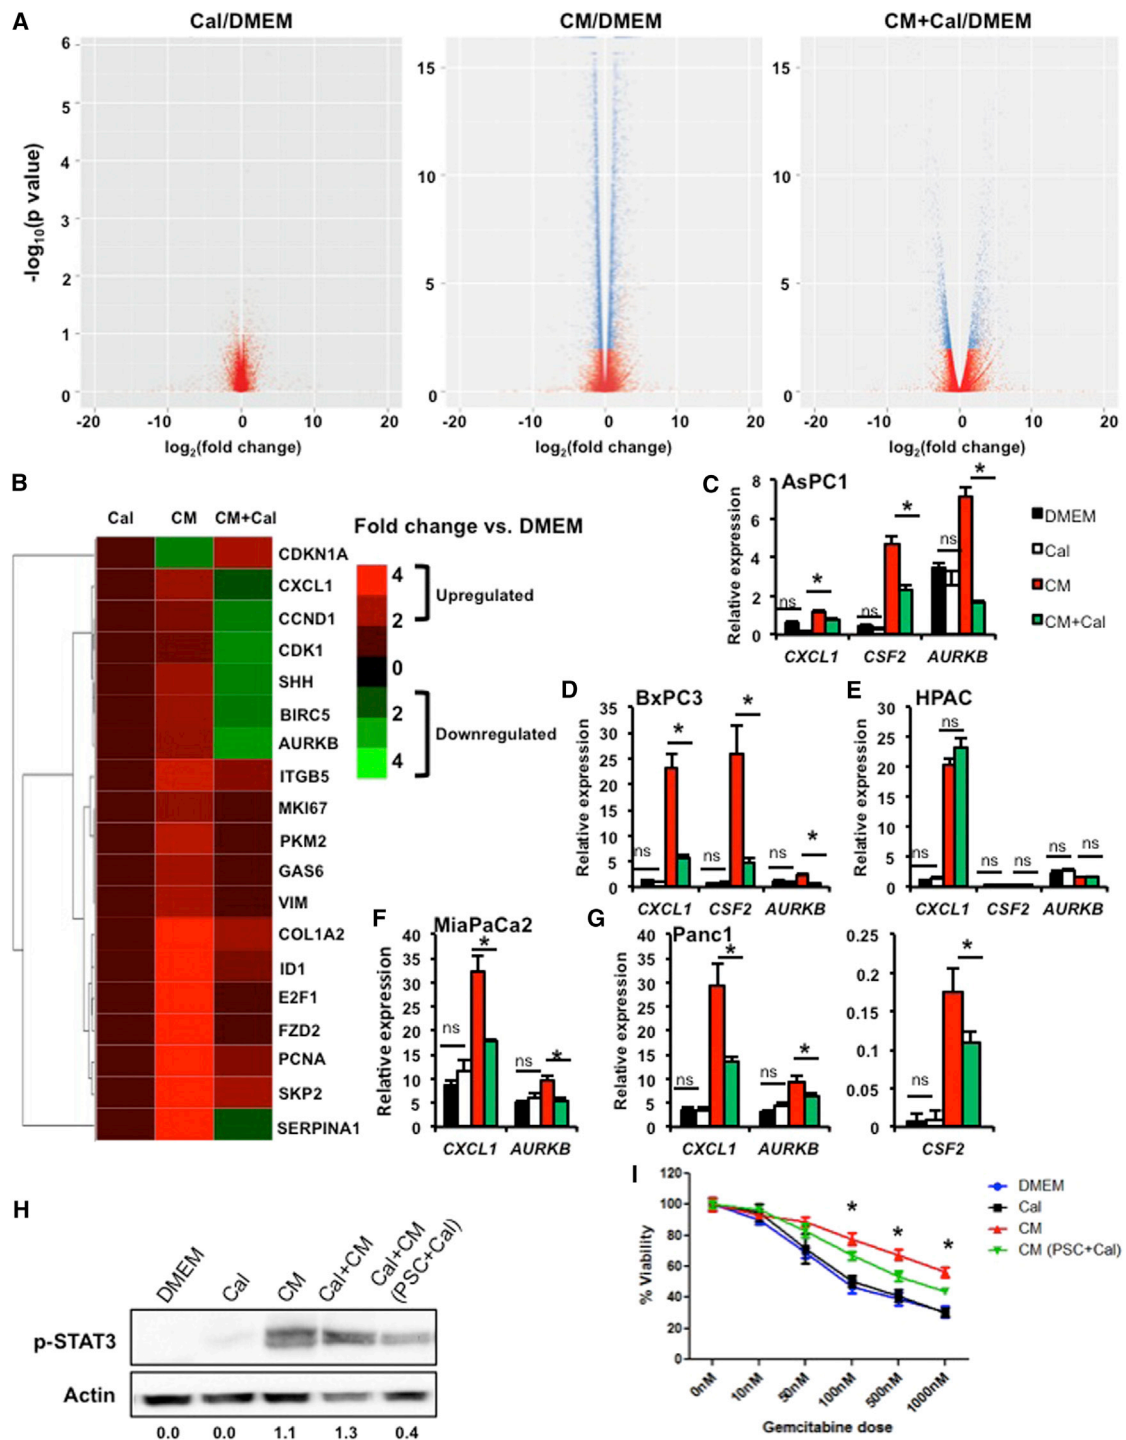 A
Cal/DMEM
CM/DMEM
CM+Cal/DMEM
-log10(p value)
6
5
4
3
2
1
0
15
10
5
0
15
10
5
0
-20 -10 0 10 20
-20 -10 0 10 20
-20 -10 0 10 20
log2(fold change)
log2(fold change)
log2(fold change)
B
Cal CM CM+Cal
CDKN1A
CXCL1
CCND1
CDK1
SHH
BIRC5
AURKB
ITGB5
MKI67
PKM2
GAS6
VIM
COL1A2
ID1
E2F1
FZD2
PCNA
SKP2
SERPINA1
Fold change vs. DMEM
4
2
0
2
4
Upregulated
Downregulated
C
AsPC1
Relative expression
8
6
4
2
0
ns * ns * ns *
CXCL1 CSF2 AURKB
DMEM
Cal
CM
CM+Cal
D
BxPC3
Relative expression
35
30
25
20
15
10
5
0
ns * ns * ns *
CXCL1 CSF2 AURKB
E
HPAC
Relative expression
30
25
20
15
10
5
0
ns ns ns ns ns ns
CXCL1 CSF2 AURKB
F
MiaPaCa2
Relative expression
40
35
30
25
20
15
10
5
0
ns * ns *
CXCL1 AURKB
G
Panc1
Relative expression
40
35
30
25
20
15
10
5
0
ns * ns *
CXCL1 AURKB
0.25
0.2
0.15
0.1
0.05
0
ns *
CSF2
H
DMEM
Cal
CM
Cal+CM
Cal+CM
(PSC+Cal)
p-STAT3
Actin
0.0 0.0 1.1 1.3 0.4
I
% Viability
120
100
80
60
40
20
0
* * *
0nM 10nM 50nM 100nM 500nM 1000nM
Gemcitabine dose
DMEM
Cal
CM
CM (PSC+Cal)